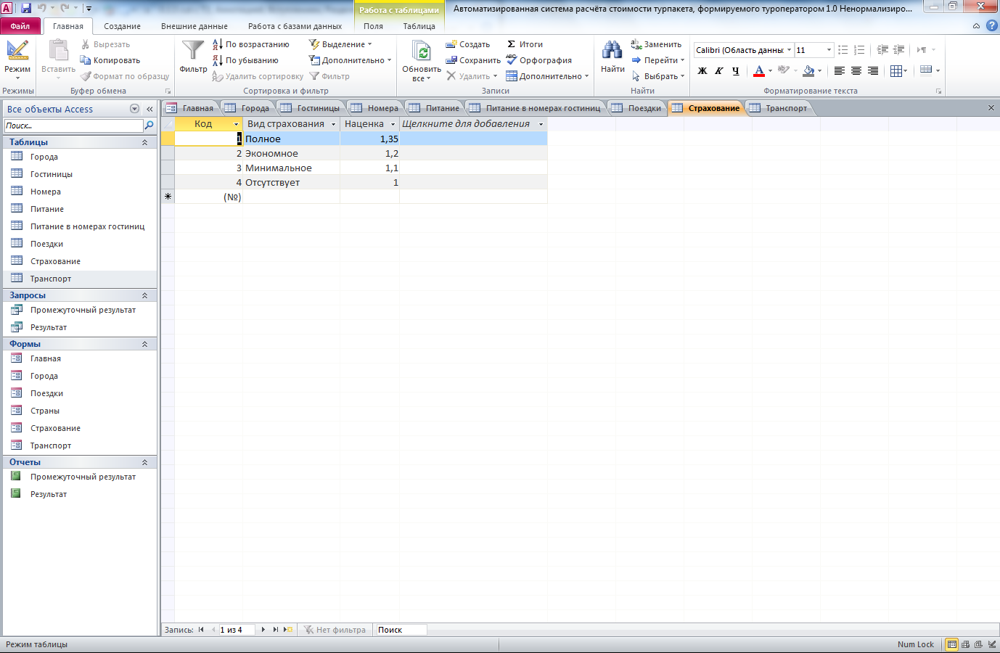 Работа с таблицами
Автоматизированная система расчёта стоимости турпакета, формируемого туроператором 1.0 Ненормализиро...
Файл Главная Создание Внешние данные Работа с базами данных Поля Таблица
Режим
Режимы
Вставить
Вырезать
Копировать
Формат по образцу
Буфер обмена
Фильтр
По возрастанию
По убыванию
Удалить сортировку
Выделение
Дополнительно
Фильтр
Сортировка и фильтр
Обновить
все
Создать
Сохранить
Удалить
Σ Итоги
Орфография
Дополнительно
Записи
Найти
Заменить
Перейти
Выбрать
Найти
Calibri (Область данны
11
Ж К Ч
Форматирование текста
Все объекты Access
Поиск..
Таблицы
Города
Гостиницы
Номера
Питание
Питание в номерах гостиниц
Поездки
Страхование
Транспорт
Запросы
Промежуточный результат
Результат
Формы
Главная
Города
Поездки
Страны
Страхование
Транспорт
Отчеты
Промежуточный результат
Результат
Главная Города Гостиницы Номера Питание Питание в номерах гостиниц Поездки Страхование Транспорт
Код Вид страхования Наценка Щелкните для добавления
1 Полное 1,35
2 Экономное 1,2
3 Минимальное 1,1
4 Отсутствует 1
(№)
Запись: 1 из 4 Нет фильтра Поиск
Режим таблицы
Num Lock